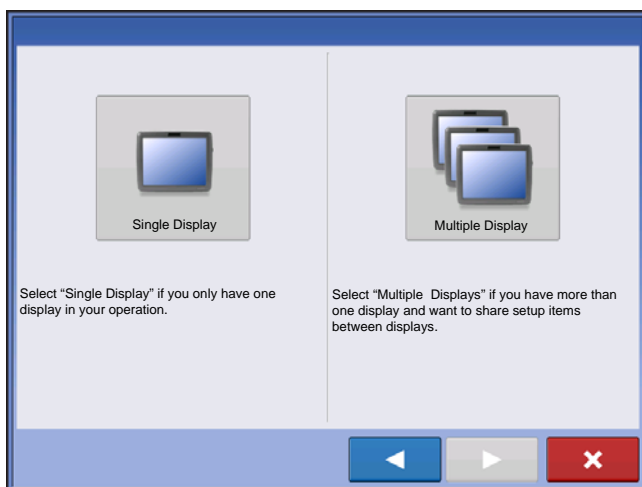 Single Display
Multiple Display
Select “Single Display” if you only have one
display in your operation.
Select “Multiple  Displays” if you have more than
one display and want to share setup items
between displays.